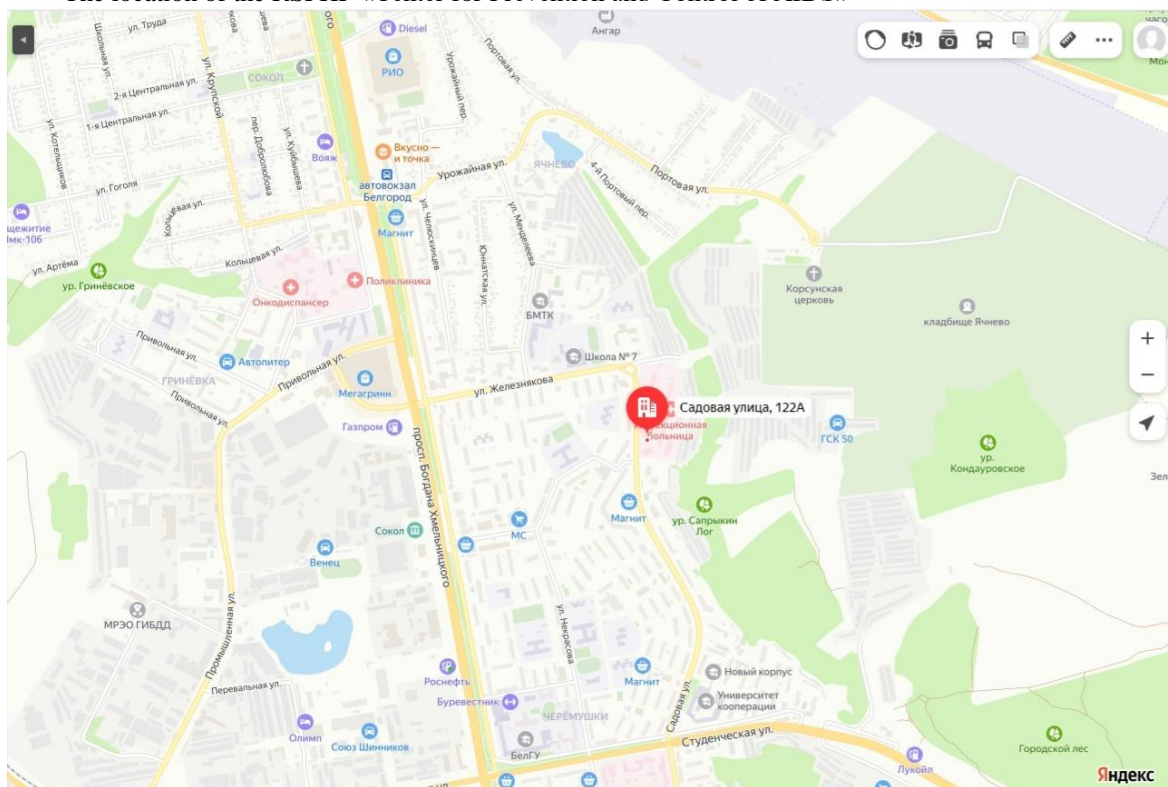 ул. Труда
Школьная ул.
2-я Центральная ул.
1-я Центральная ул.
ул. Крупской
ул. Котельщиков
пер. Добролюбова
ул. Куйбышева
СОКОЛ
ул. Гоголя
Кольцевая ул.
Кольцевая ул.
ул. Артёма
ур. Гринёвское
Вояж
Diesel
РИО
Вкусно —
и точка
автовокзал
Белгород
Магнит
Урожайный пер.
Портовая ул.
Урожайная ул.
ЯЧНЕВО
4-й Портовый пер.
Портовая ул.
Ангар
ул. Челюскинцев
Юннатская ул.
ул. Менделеева
Поликлиника
Онкодиспансер
БМТК
Корсунская
церковь
кладбище Ячнево
Привольная ул.
Автопитер
ГРИНЁВКА
Привольная ул.
Привольная ул.
Мегагринн
Школа № 7
ул. Железнякова
Садовая улица, 122А
больница
Газпром
ГСК 50
ур.
Кондауровское
просп. Богдана Хмельницкого
Магнит
ур. Сапрыкин
Лог
Сокол
МС
Венец
МРЭО ГИБДД
Промышленная ул.
ул. Некрасова
Перевальная ул.
Роснефть
Буревестник
Магнит
Новый корпус
Университет
кооперации
Садовая ул.
ЧЕРЁМУШКИ
Олимп
Союз Шинников
БелГУ
Студенческая ул.
Лукойл
Городской лес
Яндекс